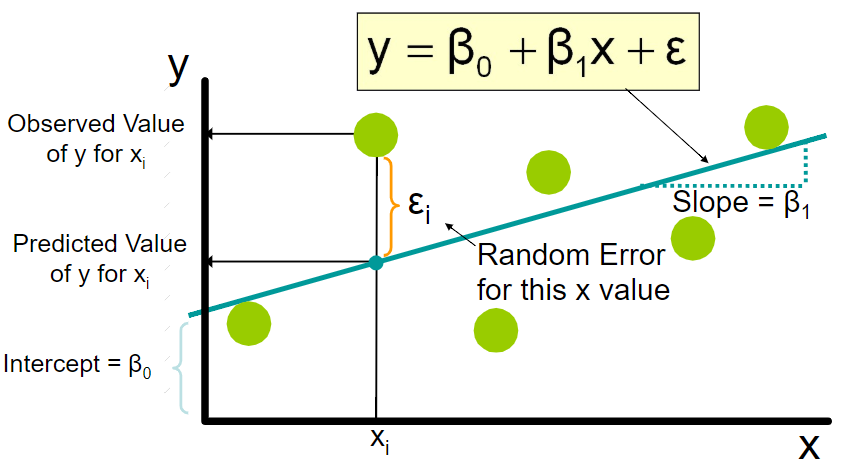 y = β₀ + β₁x + ε
y
Observed Value
of y for xᵢ
εᵢ
Slope = β₁
Predicted Value
of y for xᵢ
Random Error
for this x value
Intercept = β₀
xᵢ
x